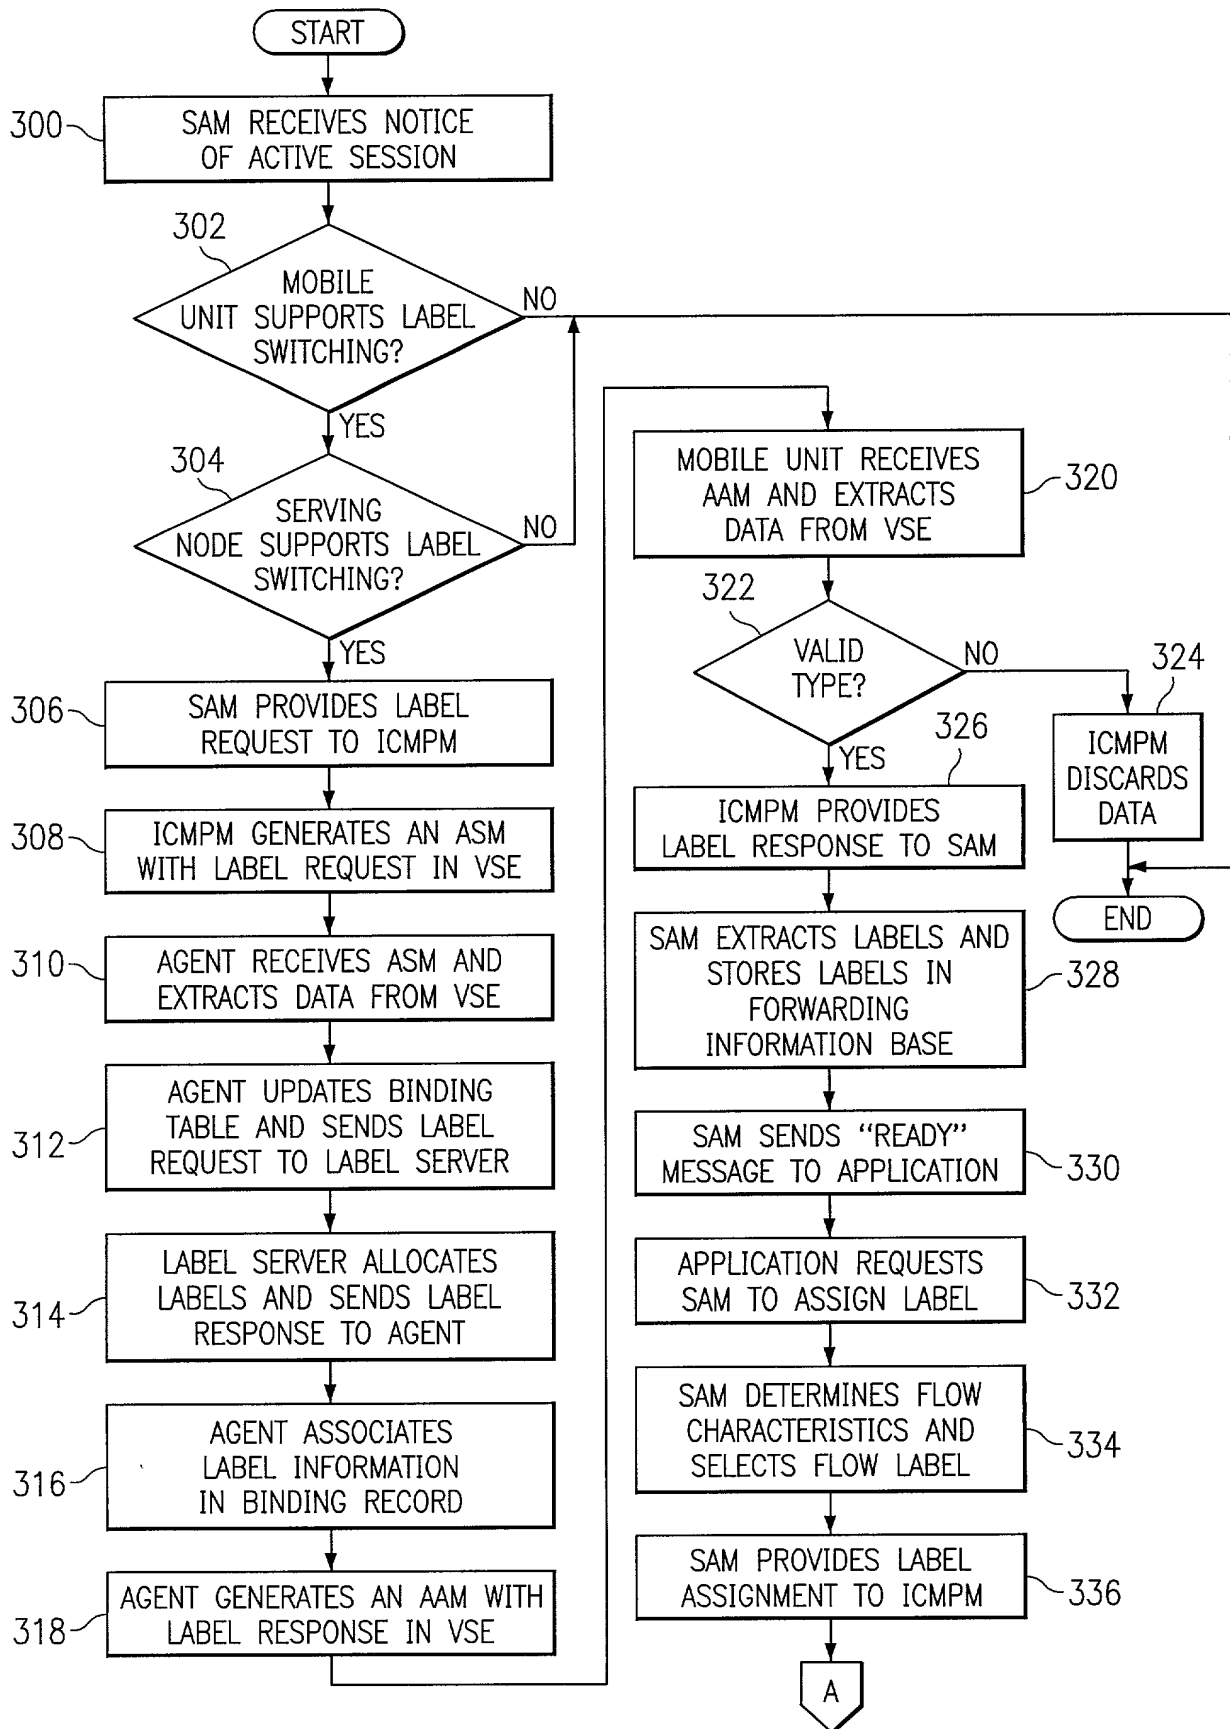 START
300
SAM RECEIVES NOTICE
OF ACTIVE SESSION
302
MOBILE
UNIT SUPPORTS LABEL
SWITCHING?
NO
YES
304
SERVING
NODE SUPPORTS LABEL
SWITCHING?
NO
YES
306
SAM PROVIDES LABEL
REQUEST TO ICMPM
308
ICMPM GENERATES AN ASM
WITH LABEL REQUEST IN VSE
310
AGENT RECEIVES ASM AND
EXTRACTS DATA FROM VSE
312
AGENT UPDATES BINDING
TABLE AND SENDS LABEL
REQUEST TO LABEL SERVER
314
LABEL SERVER ALLOCATES
LABELS AND SENDS LABEL
RESPONSE TO AGENT
316
AGENT ASSOCIATES
LABEL INFORMATION
IN BINDING RECORD
318
AGENT GENERATES AN AAM WITH
LABEL RESPONSE IN VSE
MOBILE UNIT RECEIVES
AAM AND EXTRACTS
DATA FROM VSE
320
322
VALID
TYPE?
NO
YES
324
ICMPM
DISCARDS
DATA
END
326
ICMPM PROVIDES
LABEL RESPONSE TO SAM
SAM EXTRACTS LABELS AND
STORES LABELS IN
FORWARDING
INFORMATION BASE
328
SAM SENDS “READY”
MESSAGE TO APPLICATION
330
APPLICATION REQUESTS
SAM TO ASSIGN LABEL
332
SAM DETERMINES FLOW
CHARACTERISTICS AND
SELECTS FLOW LABEL
334
SAM PROVIDES LABEL
ASSIGNMENT TO ICMPM
336
A